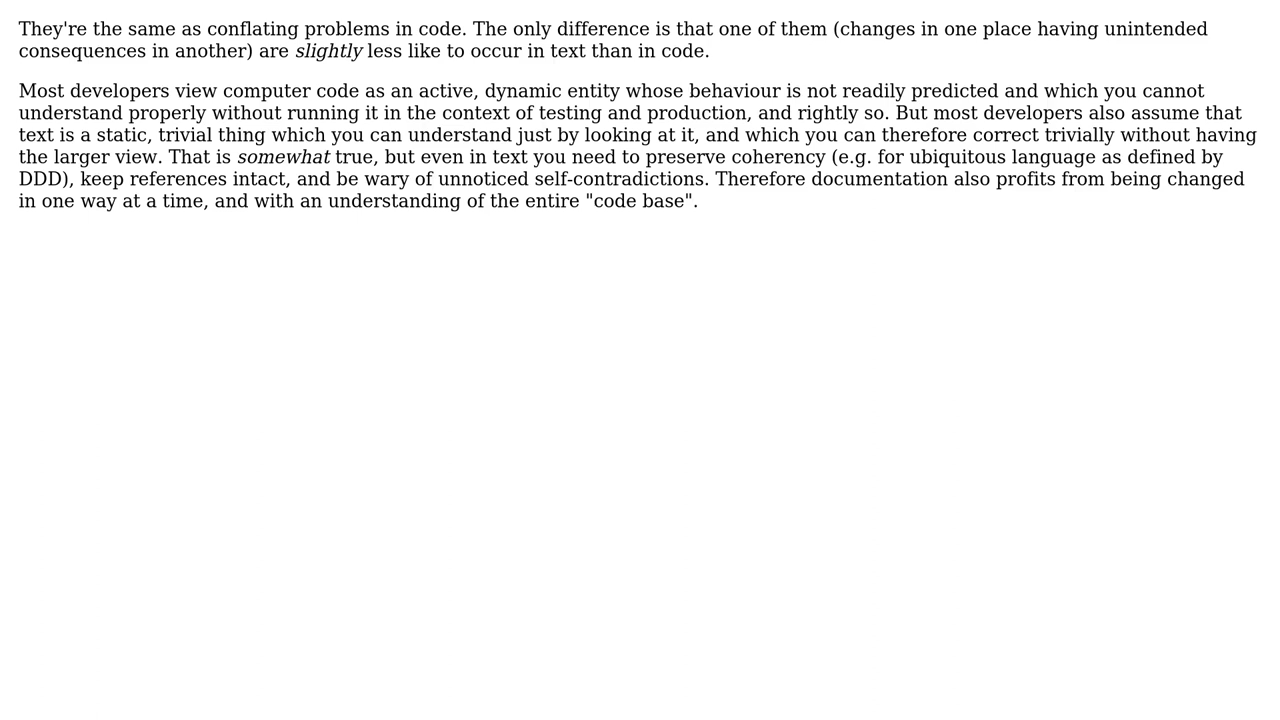 They're the same as conflating problems in code. The only difference is that one of them (changes in one place having unintended
consequences in another) are slightly less like to occur in text than in code.
Most developers view computer code as an active, dynamic entity whose behaviour is not readily predicted and which you cannot
understand properly without running it in the context of testing and production, and rightly so. But most developers also assume that
text is a static, trivial thing which you can understand just by looking at it, and which you can therefore correct trivially without having
the larger view. That is somewhat true, but even in text you need to preserve coherency (e.g. for ubiquitous language as defined by
DDD), keep references intact, and be wary of unnoticed self-contradictions. Therefore documentation also profits from being changed
in one way at a time, and with an understanding of the entire "code base".